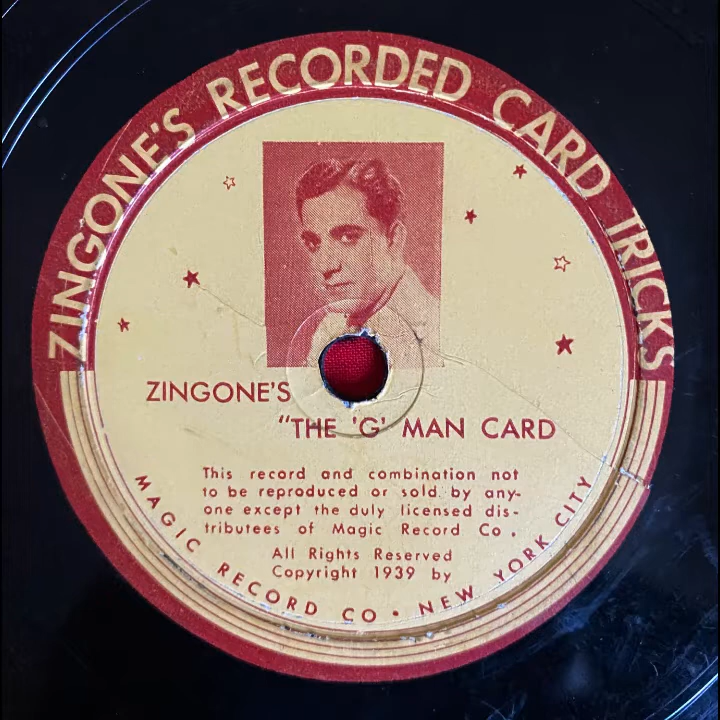 ZINGONE'S RECORDED CARD TRICKS
ZINGONE'S
"THE 'G' MAN CARD
This record and combination not
to be reproduced or sold by any-
one except the duly licensed dis-
tributees of Magic Record Co.
All Rights Reserved
Copyright 1939 by
MAGIC RECORD CO • NEW YORK CITY